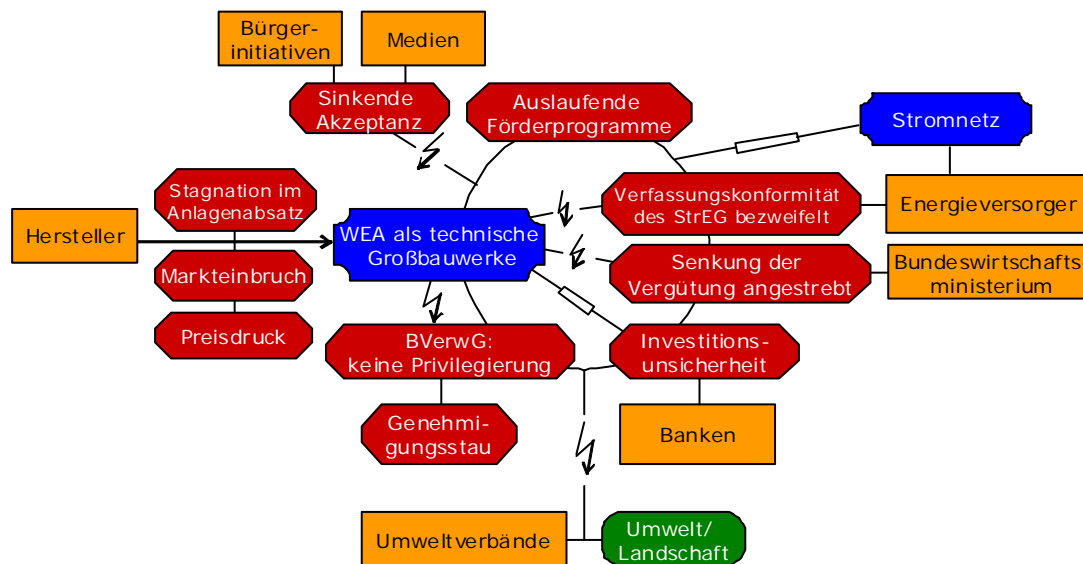 Bürger-
initiativen
Medien
Sinkende
Akzeptanz
Auslaufende
Förderprogramme
Stromnetz
Stagnation im
Anlagenabsatz
Verfassungskonformität
des StrEG bezweifelt
Energieversorger
Hersteller
WEA als technische
Großbauwerke
Markteinbruch
Senkung der
Vergütung angestrebt
Bundeswirtschafts
ministerium
Preisdruck
BVerwG:
keine Privilegierung
Investitions-
unsicherheit
Genehmi-
gungsstau
Banken
Umweltverbände
Umwelt/
Landschaft